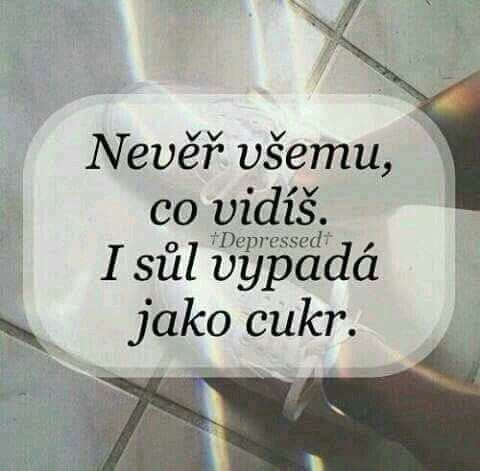 Nevěř všemu,
co vidíš.
†Depressed†
I sůl vypadá
jako cukr.